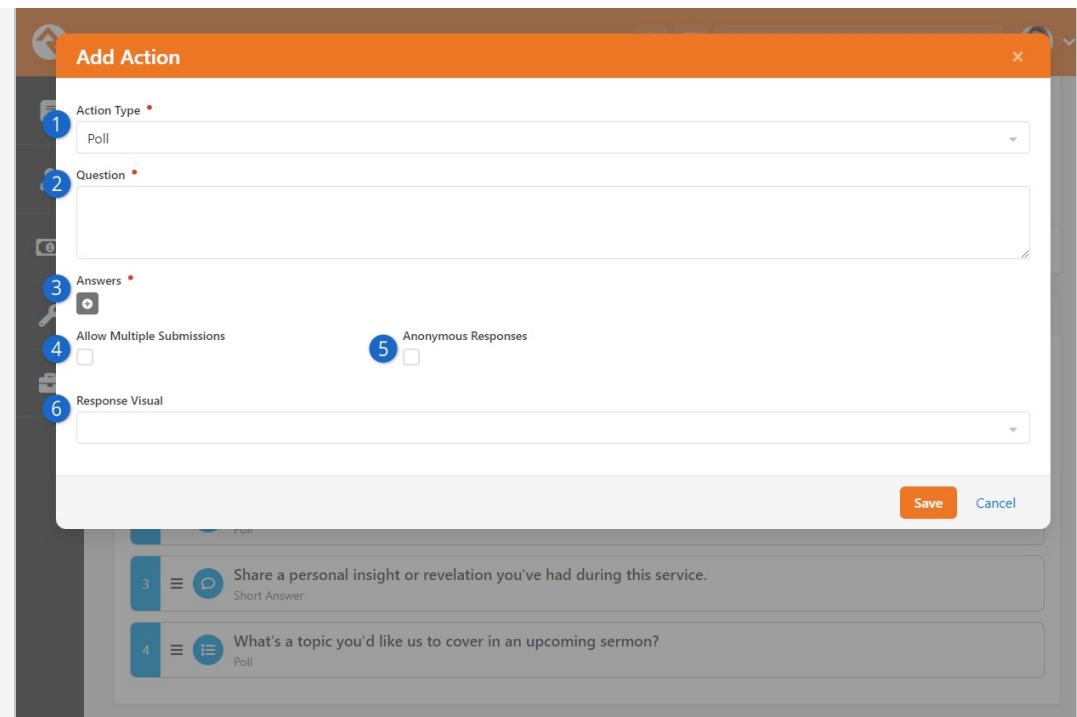 Add Action
×
Action Type •
1
Poll
2
Question •
3
Answers •
4
Allow Multiple Submissions
5
Anonymous Responses
6
Response Visual
Save Cancel
Poll
3 Share a personal insight or revelation you've had during this service.
Short Answer
4 What's a topic you'd like us to cover in an upcoming sermon?
Poll